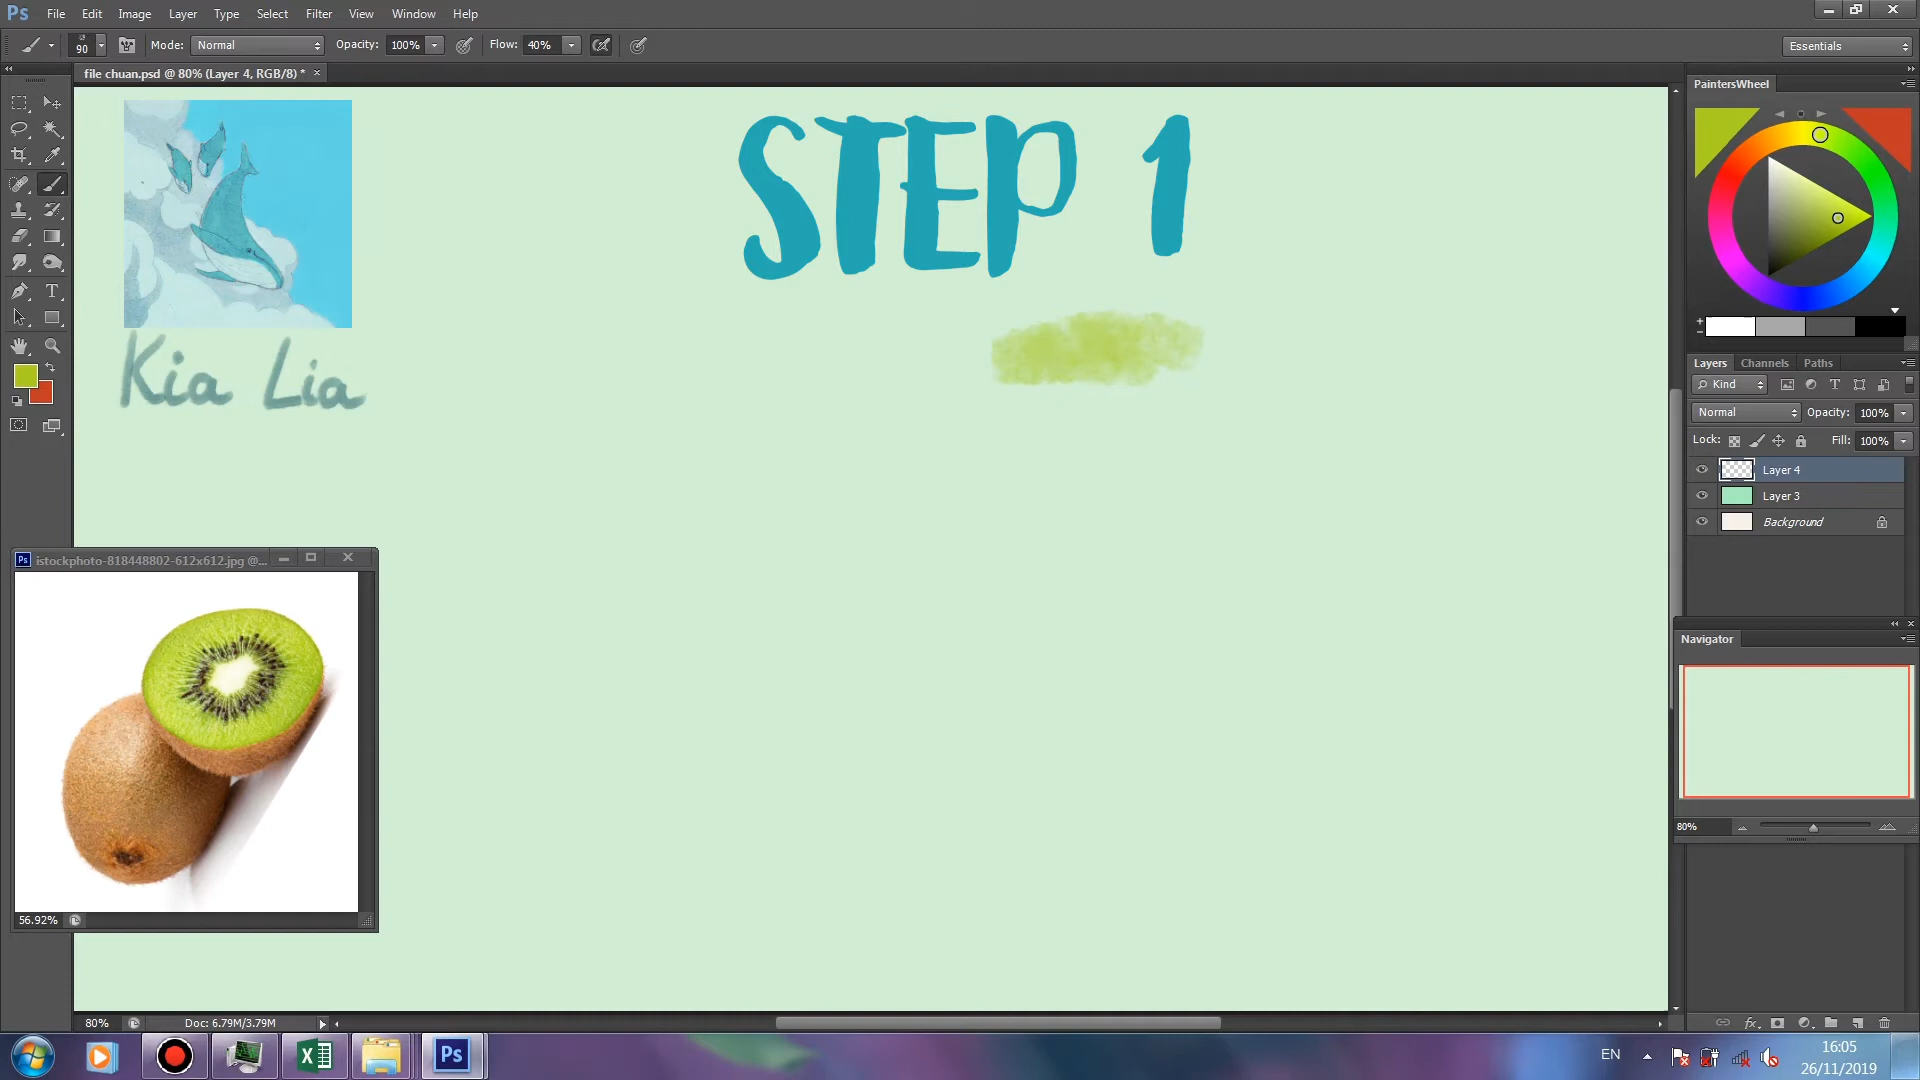 Ps File Edit Image Layer Type Select Filter View Window Help
90 Mode: Normal Opacity: 100% Flow: 40% Essentials
file chuan.psd @ 80% (Layer 4, RGB/8) * ×
PaintersWheel
STEP 1
Kia Lia
Layers Channels Paths
Kind
Normal Opacity: 100%
Lock: Fill: 100%
Layer 4
Layer 3
Background
Ps istockphoto-818448802-612x612.jpg @...
56.92%
Navigator
80%
80% Doc: 6.79M/3.79M
Ps
EN
16:05
26/11/2019